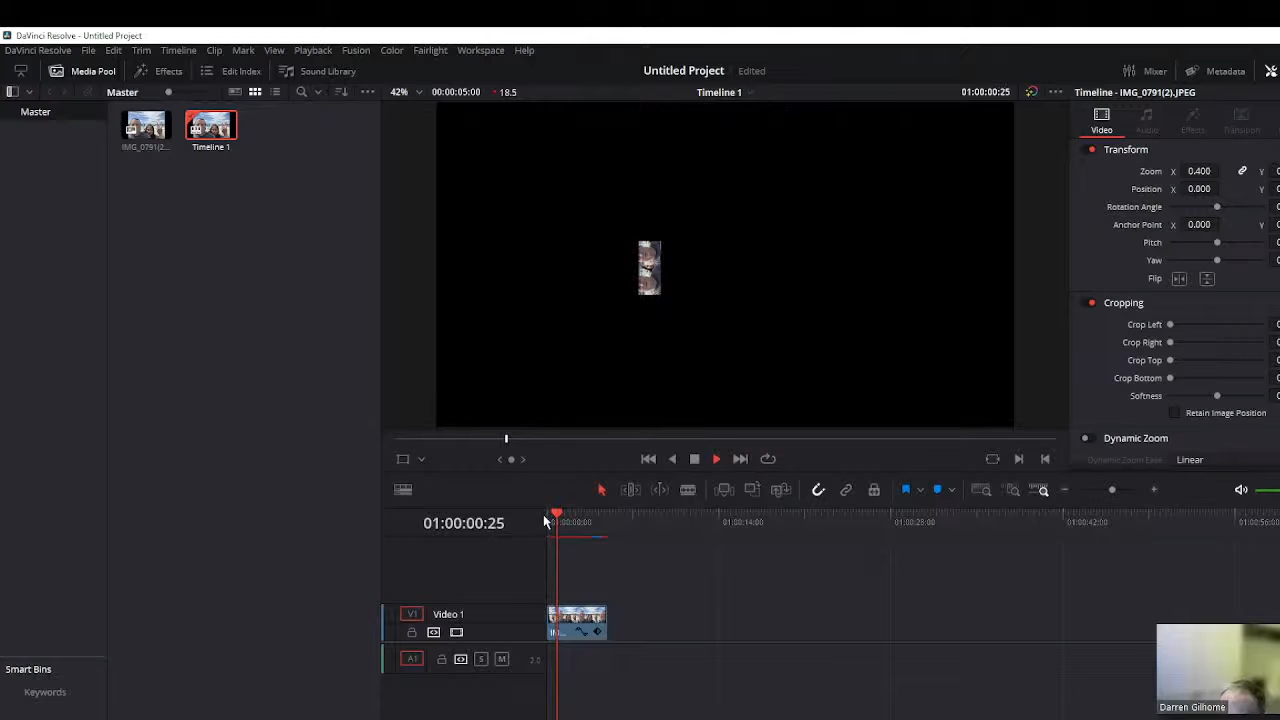 DaVinci Resolve - Untitled Project
DaVinci Resolve File Edit Trim Timeline Clip Mark View Playback Fusion Color Fairlight Workspace Help
Media Pool Effects Edit Index Sound Library Untitled Project Edited Mixer Metadata
Master 42% 00:00:05:00 18.5 Timeline 1 01:00:00:25 Timeline - IMG_0791(2).JPEG
Master
IMG_0791(2... Timeline 1
Video Audio Effects Transition
Transform
Zoom X 0.400 Y
Position X 0.000 Y
Rotation Angle
Anchor Point X 0.000 Y
Pitch
Yaw
Flip
Cropping
Crop Left
Crop Right
Crop Top
Crop Bottom
Softness
Retain Image Position
Dynamic Zoom
Dynamic Zoom Ease Linear
01:00:00:25 01:00:00:00 01:00:14:00 01:00:28:00 01:00:42:00 01:00:56:00
V1 Video 1
A1 S M 2.0
Smart Bins
Keywords
Darren Gilhome